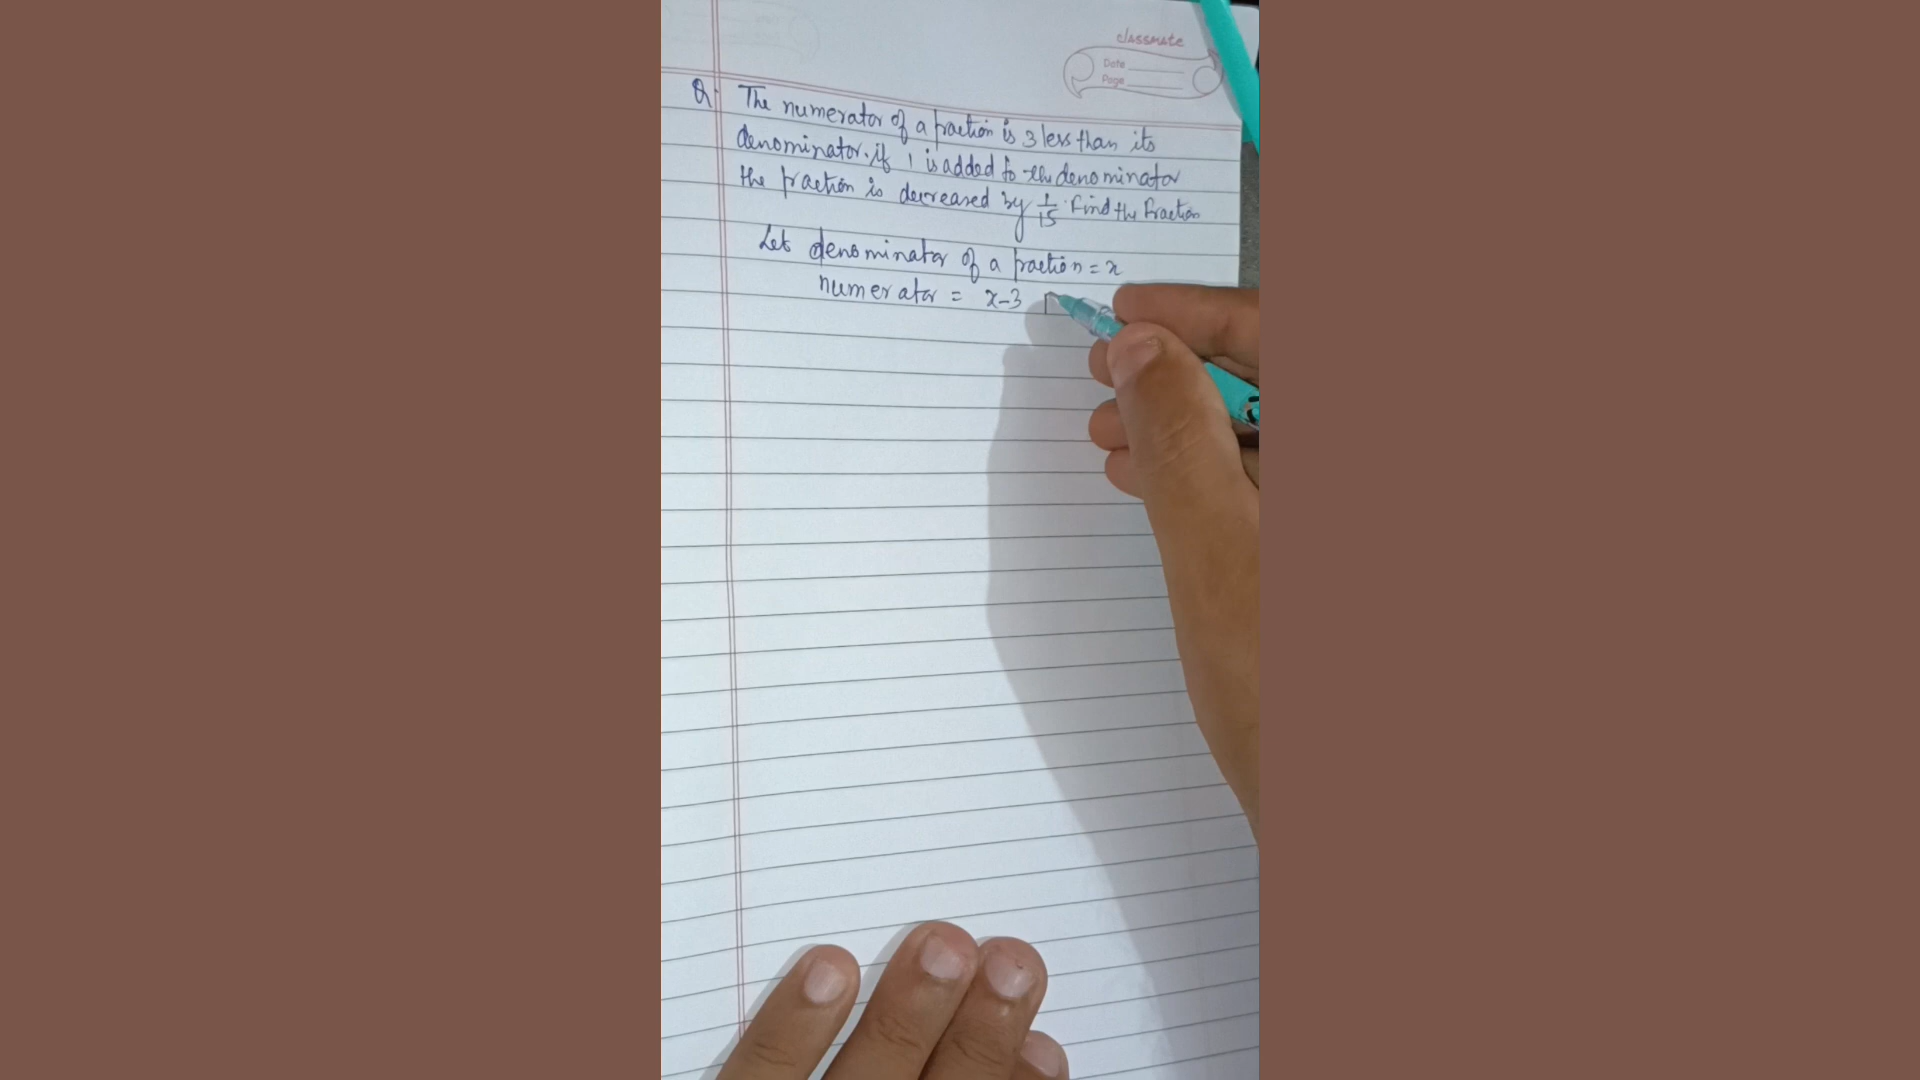 classmate
Date
Page
Q. The numerator of a fraction is 3 less than its
denominator. if 1 is added to the denominator
the fraction is decreased by 1/15. Find the fraction
Let denominator of a fraction = x
numerator = x-3